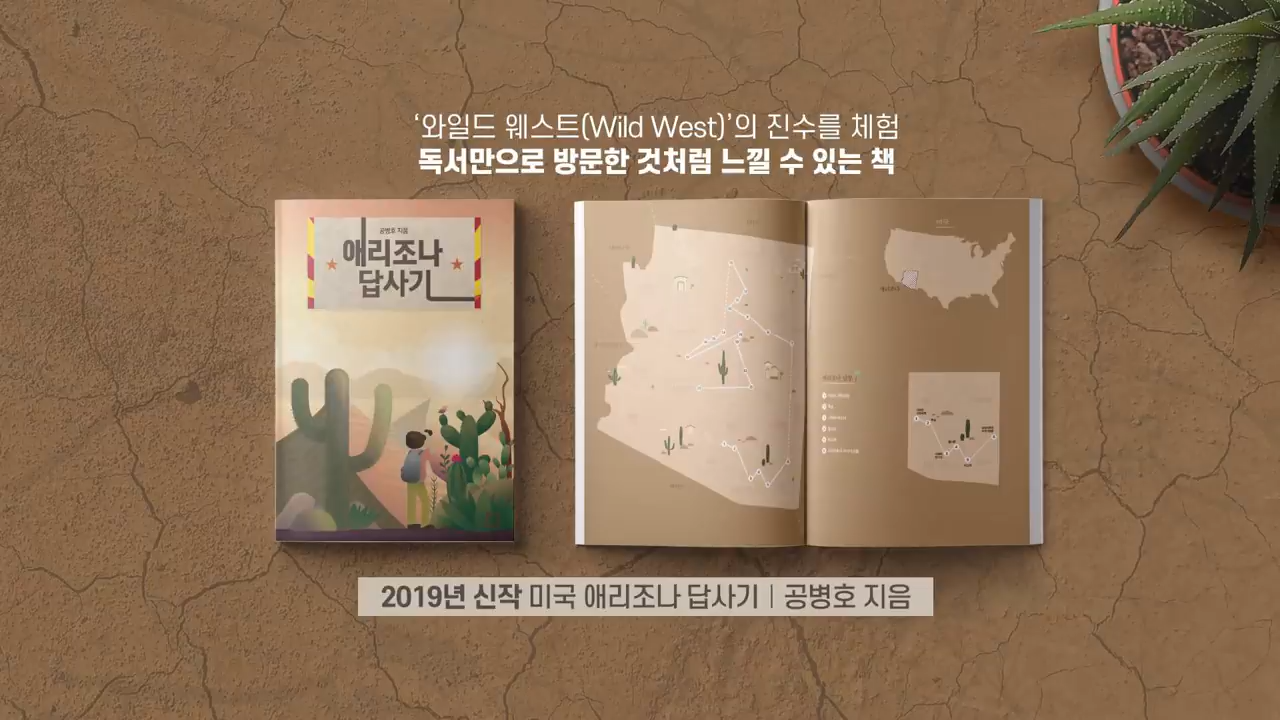 ‘와일드 웨스트(Wild West)’의 진수를 체험
독서만으로 방문한 것처럼 느낄 수 있는 책
공병호 지음
애리조나
답사기
2019년 신작 미국 애리조나 답사기 | 공병호 지음